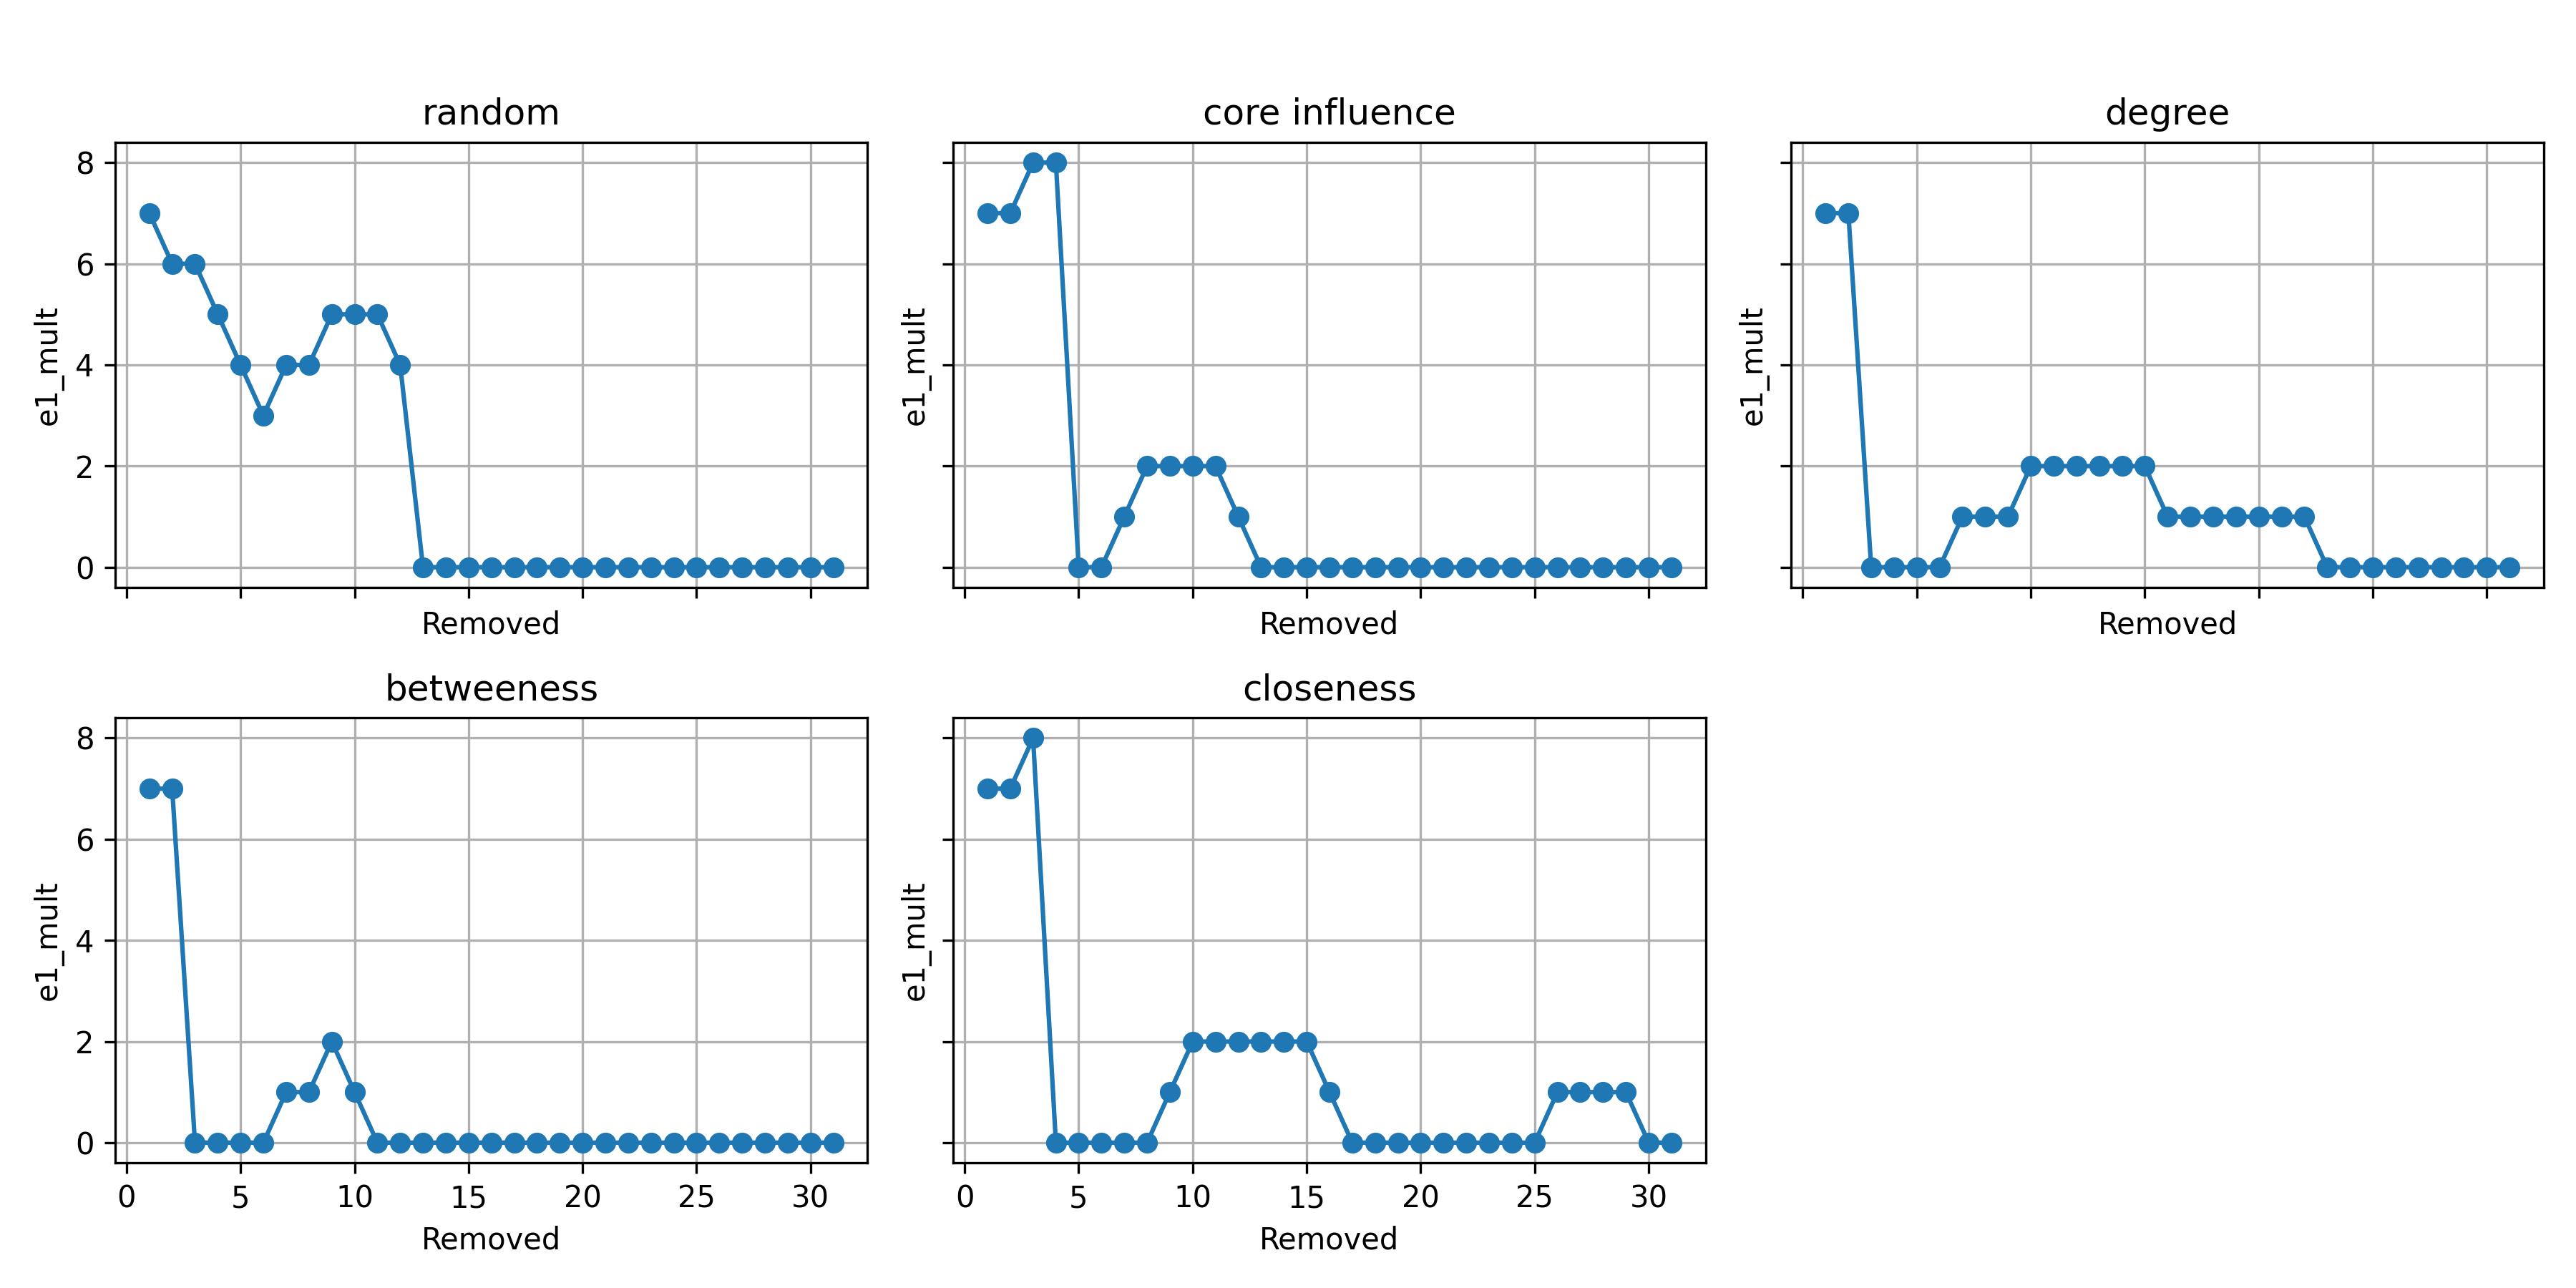 random
core influence
degree
8
6
4
2
0
e1_mult
e1_mult
e1_mult
Removed
Removed
Removed
betweeness
closeness
8
6
4
2
0
e1_mult
e1_mult
0 5 10 15 20 25 30
0 5 10 15 20 25 30
Removed
Removed